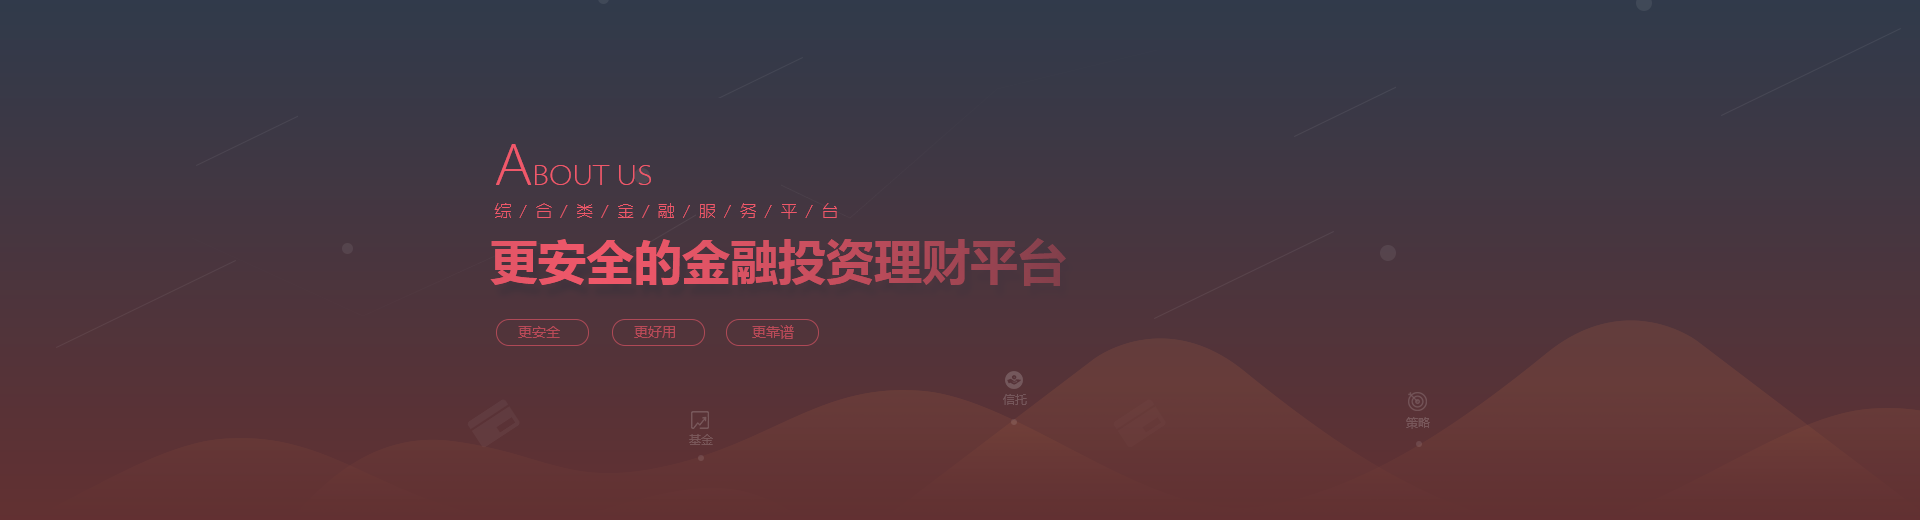 ABOUT US
综/合/类/金/融/服/务/平/台
更安全的金融投资理财平台
更安全 更好用 更靠谱
信托
策略
基金